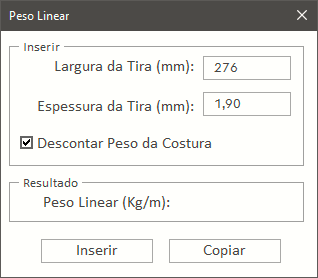 Peso Linear
Inserir
Largura da Tira (mm): 276
Espessura da Tira (mm): 1,90
Descontar Peso da Costura
Resultado
Peso Linear (Kg/m):
Inserir Copiar